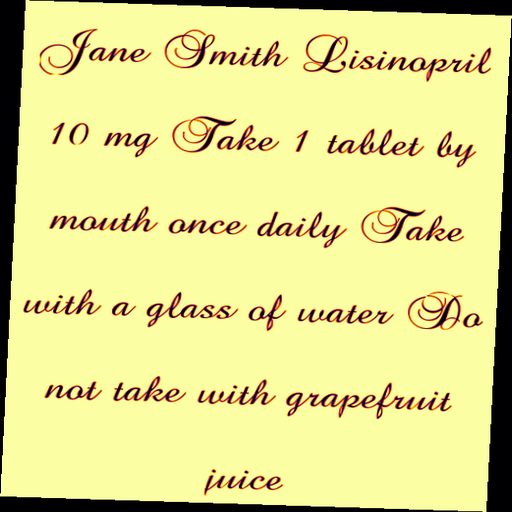 Jane Smith Lisinopril
10 mg Take 1 tablet by
mouth once daily Take
with a glass of water Do
not take with grapefruit
juice